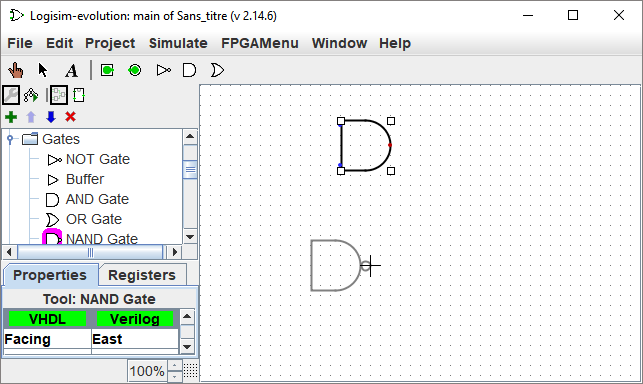 Logisim-evolution: main of Sans_titre (v 2.14.6)
File Edit Project Simulate FPGAMenu Window Help
A
Gates
NOT Gate
Buffer
AND Gate
OR Gate
NAND Gate
Properties Registers
Tool: NAND Gate
VHDL Verilog
Facing East
100%